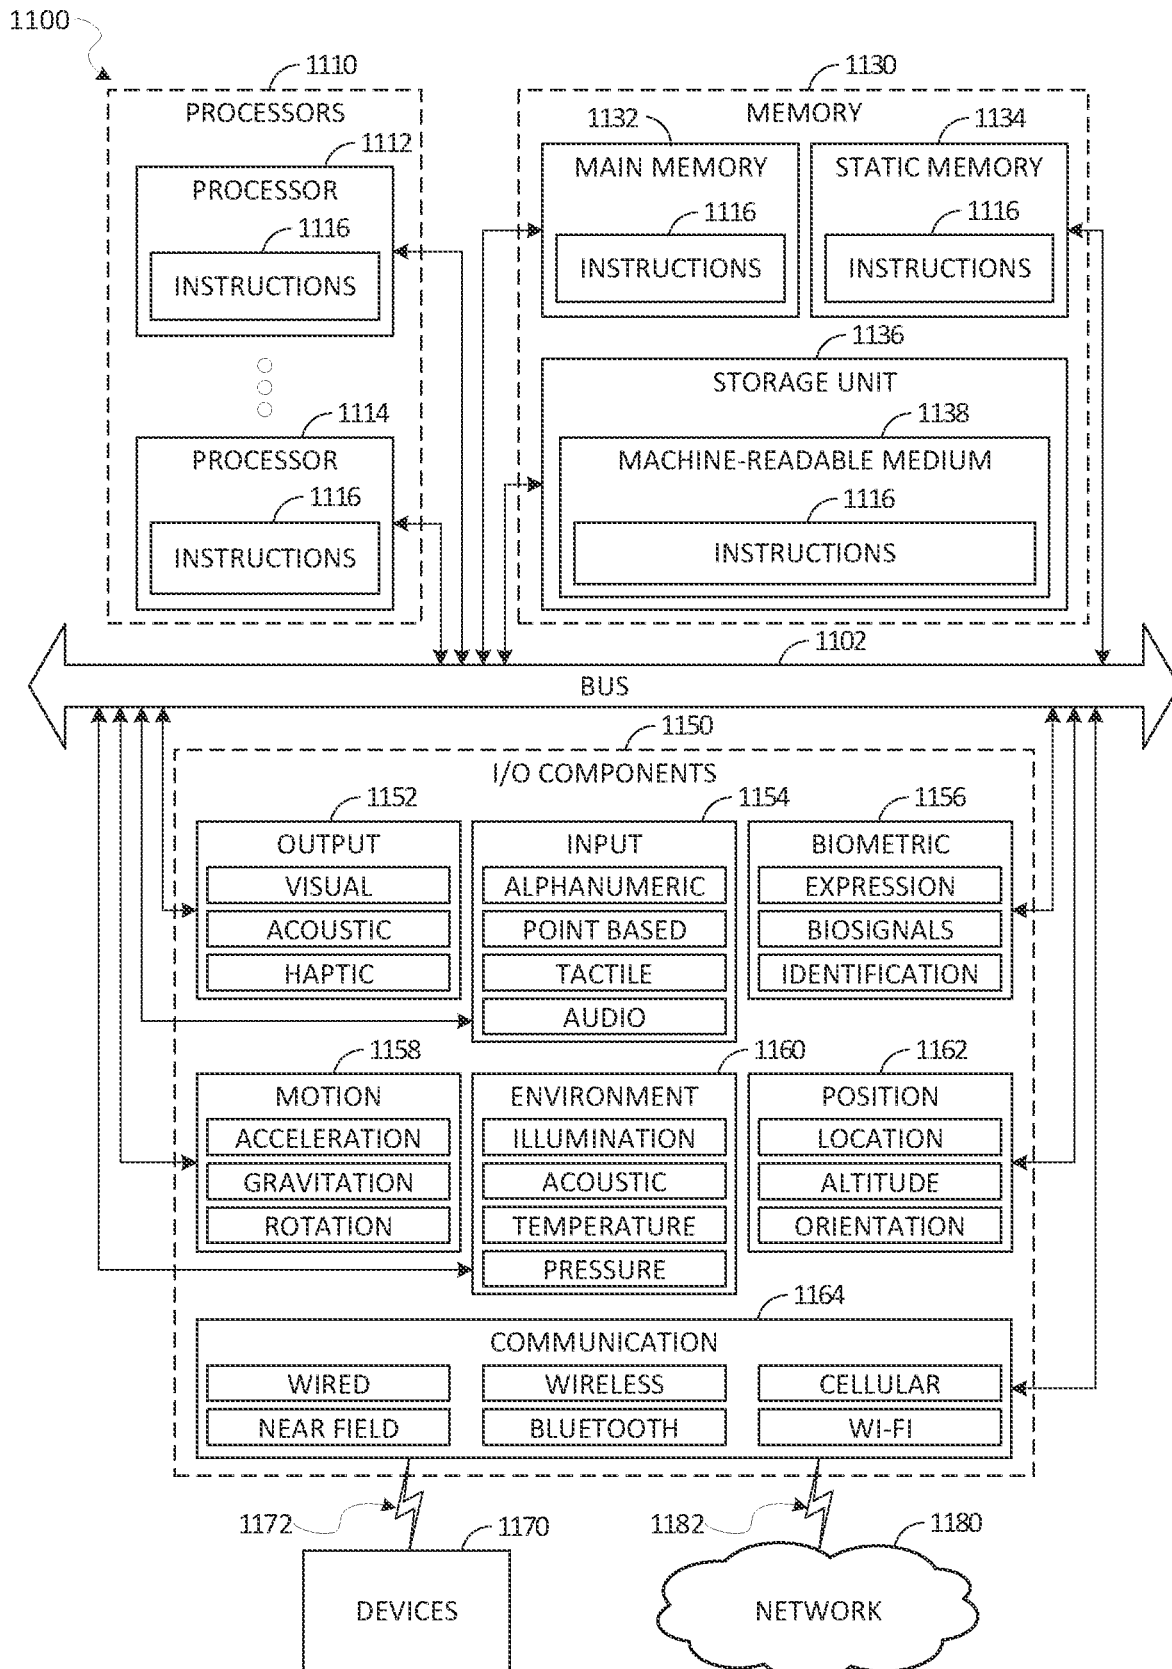 1100
1110
1130
PROCESSORS
MEMORY
1112
1132
1134
PROCESSOR
MAIN MEMORY
STATIC MEMORY
1116
1116
1116
INSTRUCTIONS
INSTRUCTIONS
INSTRUCTIONS
1136
STORAGE UNIT
1114
1138
PROCESSOR
MACHINE-READABLE MEDIUM
1116
1116
INSTRUCTIONS
INSTRUCTIONS
1102
BUS
1150
I/O COMPONENTS
1152
1154
1156
OUTPUT
INPUT
BIOMETRIC
VISUAL
ALPHANUMERIC
EXPRESSION
ACOUSTIC
POINT BASED
BIOSIGNALS
HAPTIC
TACTILE
IDENTIFICATION
AUDIO
1158
1160
1162
MOTION
ENVIRONMENT
POSITION
ACCELERATION
ILLUMINATION
LOCATION
GRAVITATION
ACOUSTIC
ALTITUDE
ROTATION
TEMPERATURE
ORIENTATION
PRESSURE
1164
COMMUNICATION
WIRED
WIRELESS
CELLULAR
NEAR FIELD
BLUETOOTH
WI-FI
1172
1170
1182
1180
DEVICES
NETWORK